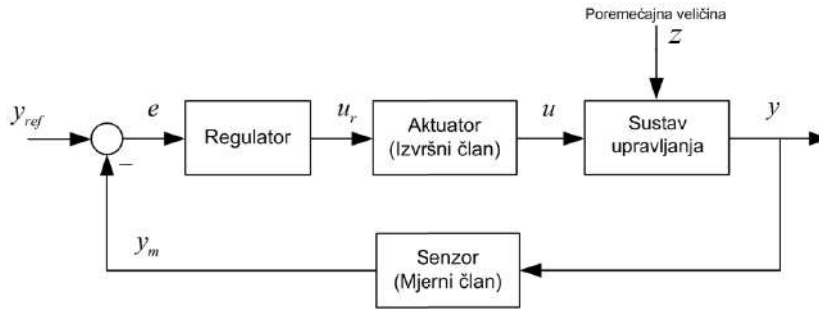 Poremećajna veličina
z
y_ref
e
Regulator
u_r
Aktuator
(Izvršni član)
u
Sustav
upravljanja
y
–
y_m
Senzor
(Mjerni član)